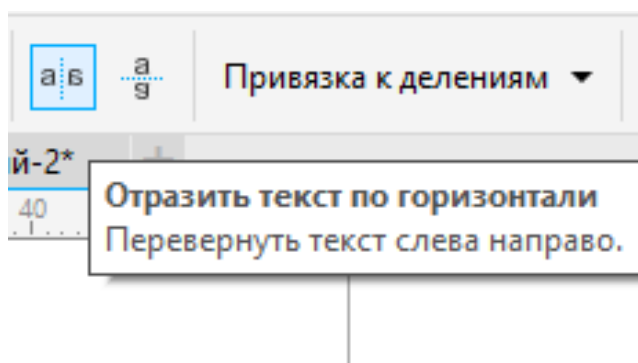 a a
a
a
Привязка к делениям
й-2*
40
Отразить текст по горизонтали
Перевернуть текст слева направо.